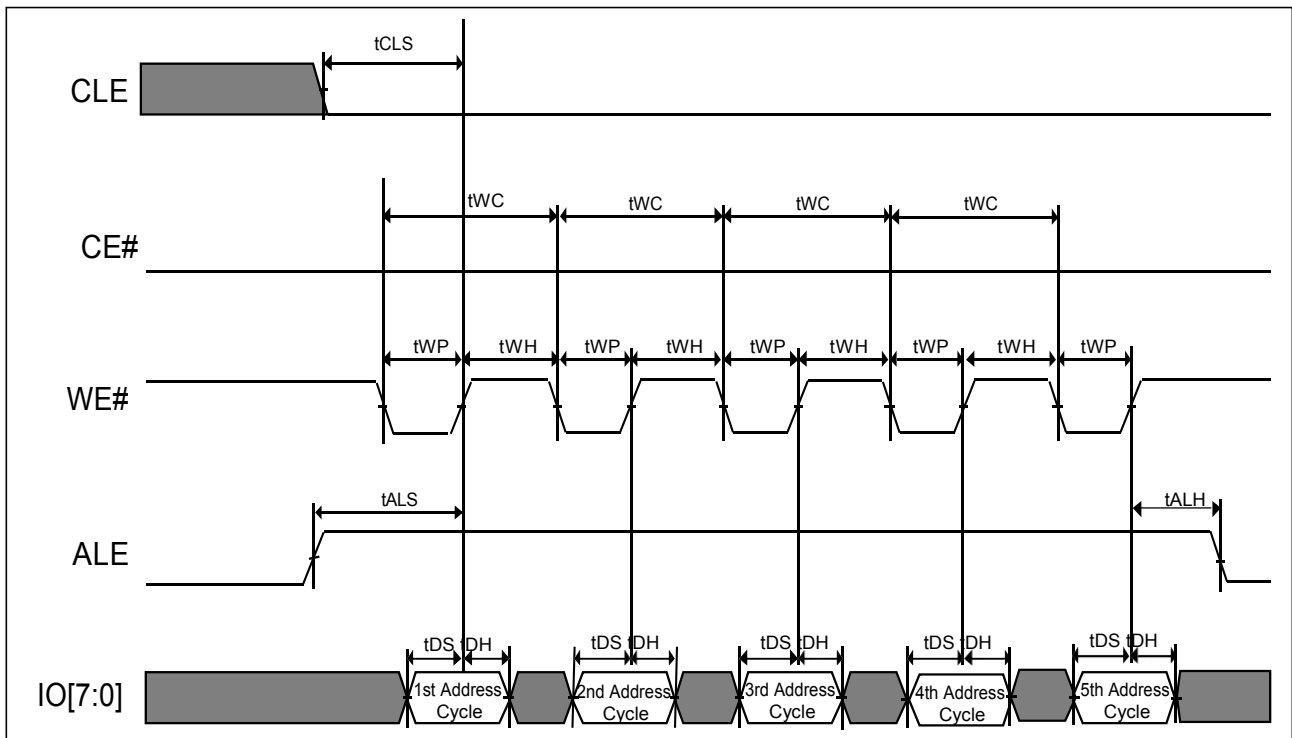 tCLS
CLE
tWC tWC tWC tWC
CE#
tWP tWH tWP tWH tWP tWH tWP tWH tWP
WE#
tALS tALH
ALE
tDS tDH tDS tDH tDS tDH tDS tDH tDS tDH
IO[7:0]
1st Address Cycle
2nd Address Cycle
3rd Address Cycle
4th Address Cycle
5th Address Cycle